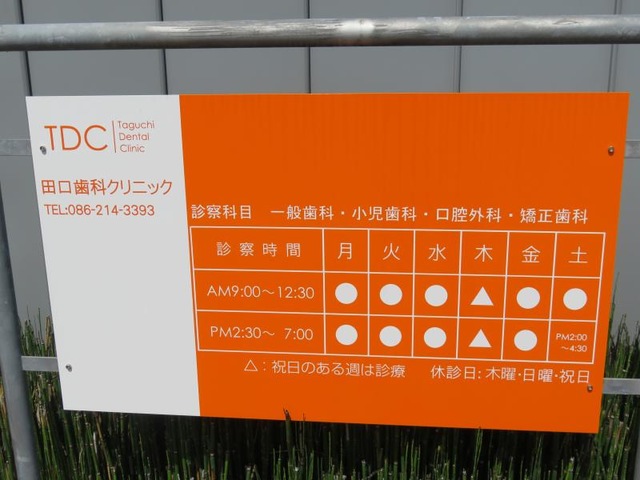 TDC
Taguchi
Dental
Clinic
田口歯科クリニック
TEL:086-214-3393
診察科目 一般歯科・小児歯科・口腔外科・矯正歯科
診察時間 月 火 水 木 金 土
AM9:00～12:30 ● ● ● ▲ ● ●
PM2:30～ 7:00 ● ● ● ▲ ● PM2:00～4:30
△：祝日のある週は診療 休診日:木曜・日曜・祝日